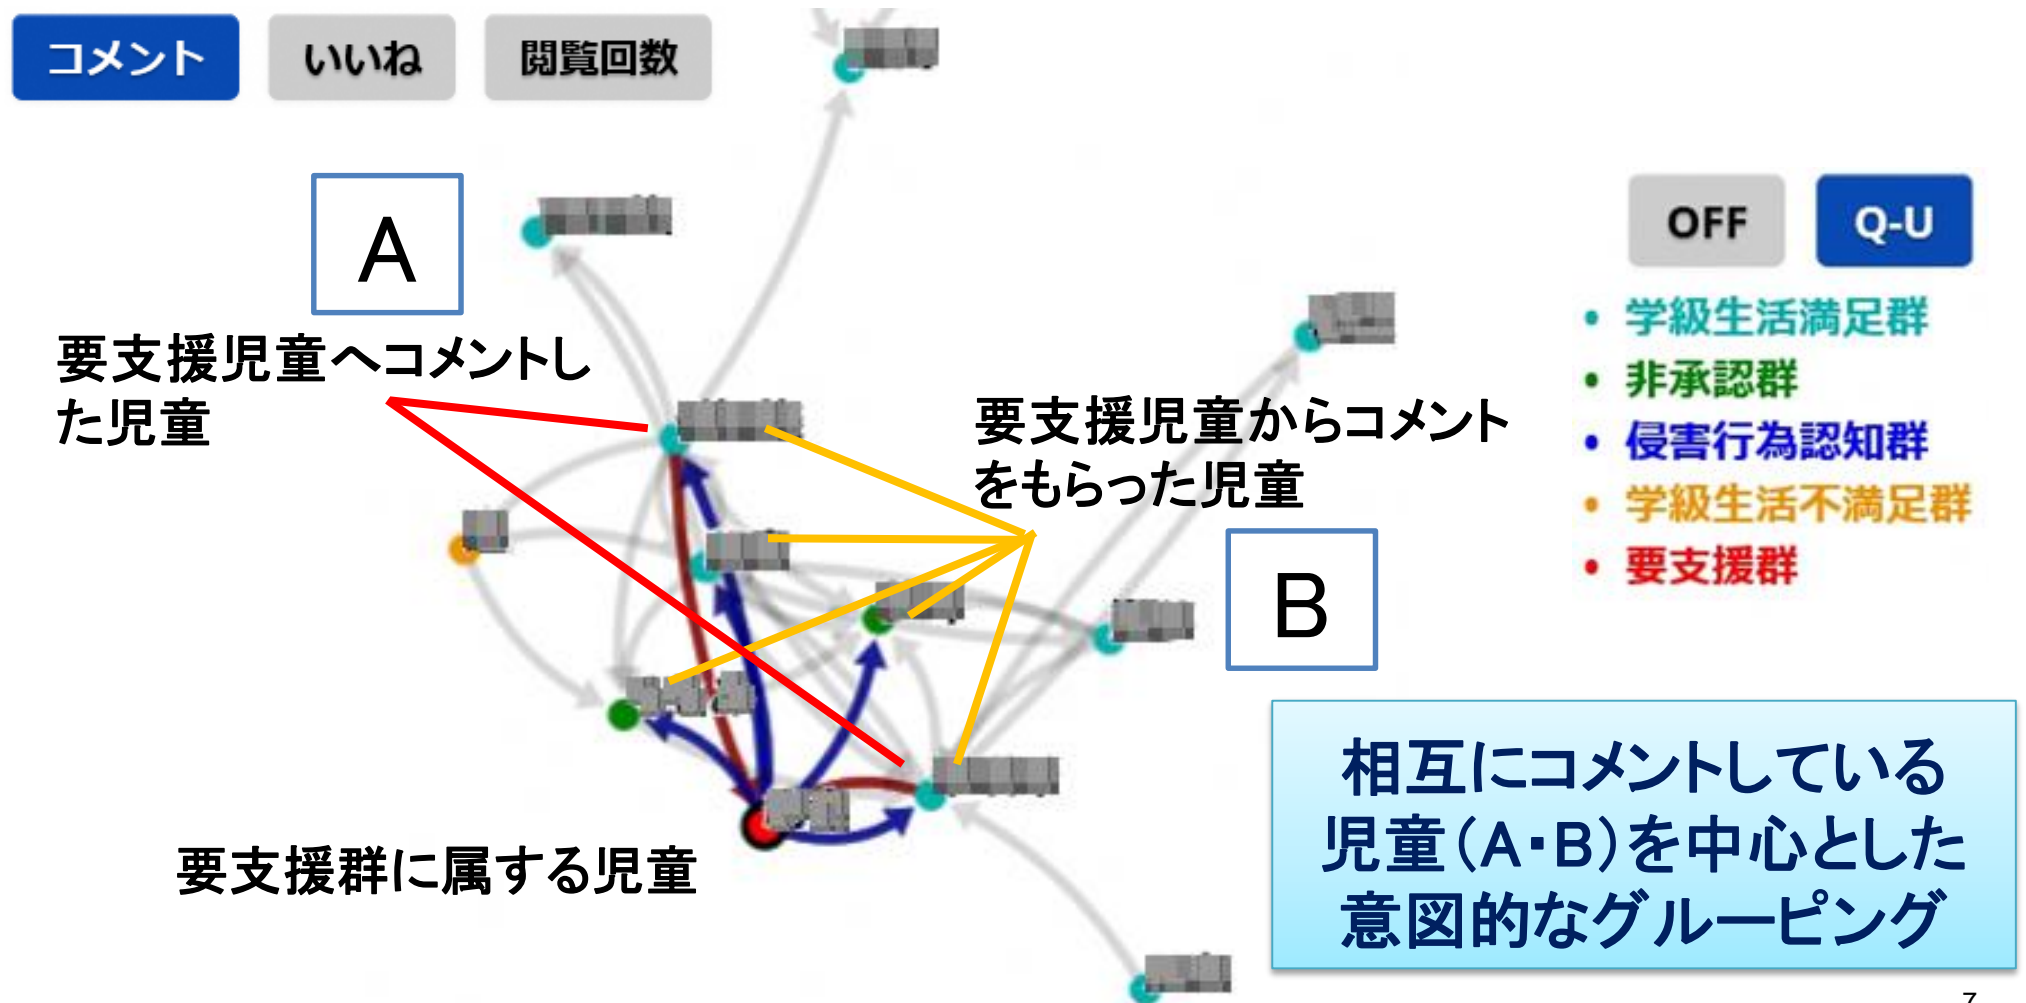 コメント いいね 閲覧回数
A
OFF Q-U
• 学級生活満足群
• 非承認群
• 侵害行為認知群
• 学級生活不満足群
• 要支援群
要支援児童へコメントし
た児童
要支援児童からコメント
をもらった児童
B
要支援群に属する児童
相互にコメントしている
児童(A・B)を中心とした
意図的なグルーピング
7